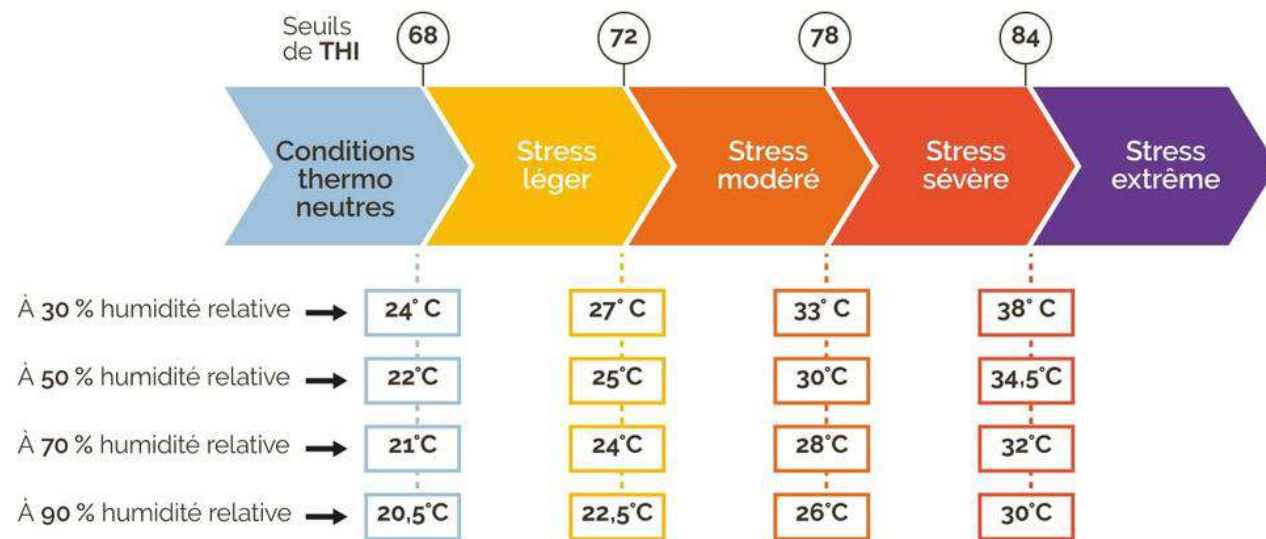 Seuils
de THI
68
72
78
84
Conditions
thermo
neutres
Stress
léger
Stress
modéré
Stress
sévère
Stress
extrême
À 30 % humidité relative → 24° C 27° C 33° C 38° C
À 50 % humidité relative → 22°C 25°C 30°C 34,5°C
À 70 % humidité relative → 21°C 24°C 28°C 32°C
À 90 % humidité relative → 20,5°C 22,5°C 26°C 30°C